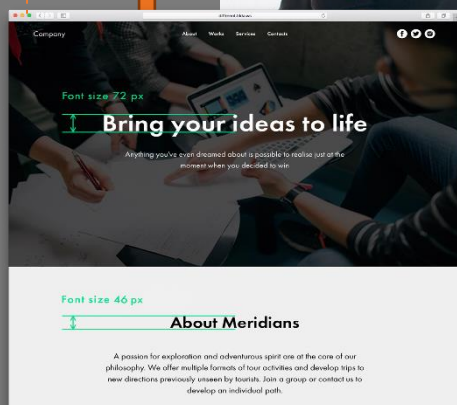 Company
About Works Services Contacts
Font size 72 px
Bring your ideas to life
Anything you've even dreamed about is possible to realise just at the
moment when you decided to win
Font size 46 px
About Meridians
A passion for exploration and adventurous spirit are at the core of our
philosophy. We offer multiple formats of tour activities and develop trips to
new directions previously unseen by tourists. Join a group or contact us to
develop an individual path.